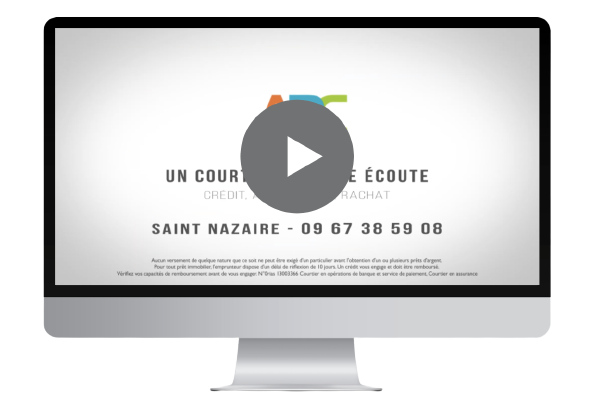 UN COURT E ÉCOUTE
CRÉDIT, RACHAT
SAINT NAZAIRE - 09 67 38 59 08
Aucun versement de quelque nature que ce soit ne peut être exigé d'un particulier avant l'obtention d'un ou plusieurs prêts d'argent.
Pour tout prêt immobilier, l'emprunteur dispose d'un délai de réflexion de 10 jours. Un crédit vous engage et doit être remboursé.
Vérifiez vos capacités de remboursement avant de vous engager. N°Orias 13003366 Courtier en opérations de banque et service de paiement, Courtier en assurance